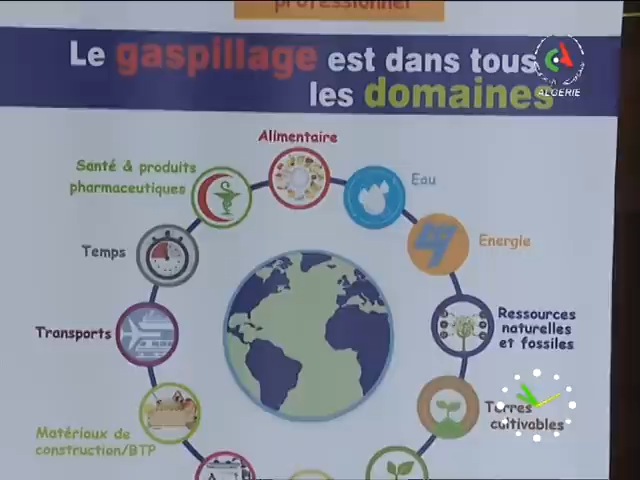 professionnel
Le gaspillage est dans tous
les domaines
ALGERIE
Alimentaire
Santé & produits
pharmaceutiques
Eau
Temps
Energie
Transports
Ressources
naturelles
et fossiles
Terres
cultivables
Matériaux de
construction/BTP